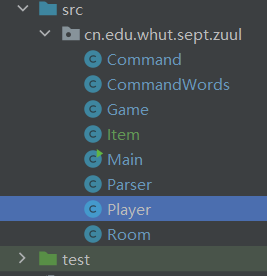 src
cn.edu.whut.sept.zuul
Command
CommandWords
Game
Item
Main
Parser
Player
Room
test